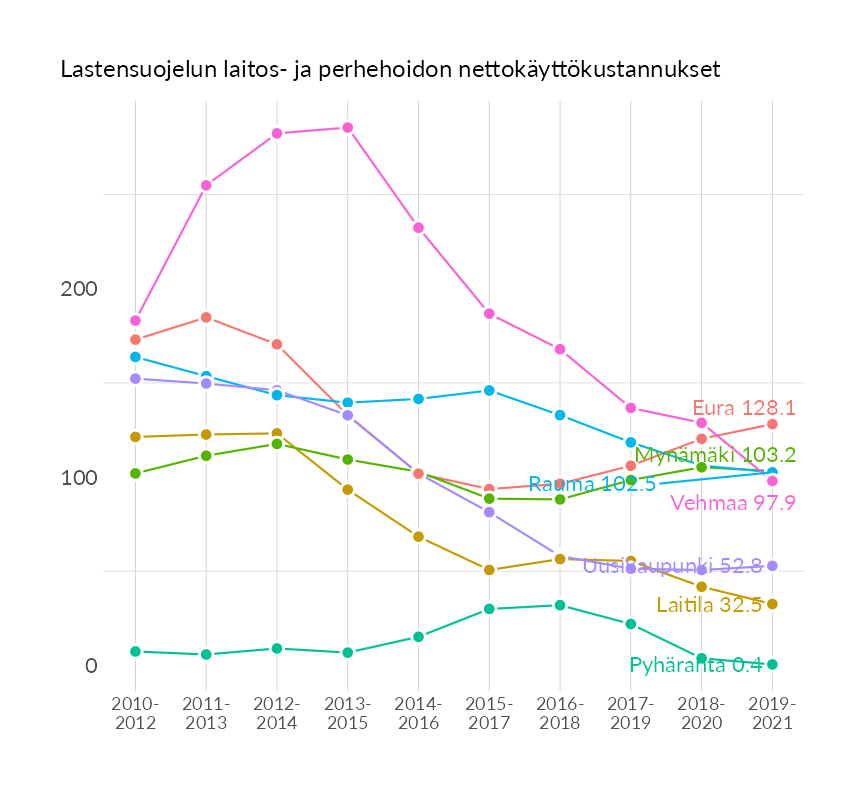 Lastensuojelun laitos- ja perhehoidon nettokäyttökustannukset
200
100
0
Eura 128.1
Mynämäki 103.2
Rauma 102.5
Vehmaa 97.9
Uusikaupunki 52.8
Laitila 32.5
Pyhäranta 0.4
2010-
2012
2011-
2013
2012-
2014
2013-
2015
2014-
2016
2015-
2017
2016-
2018
2017-
2019
2018-
2020
2019-
2021